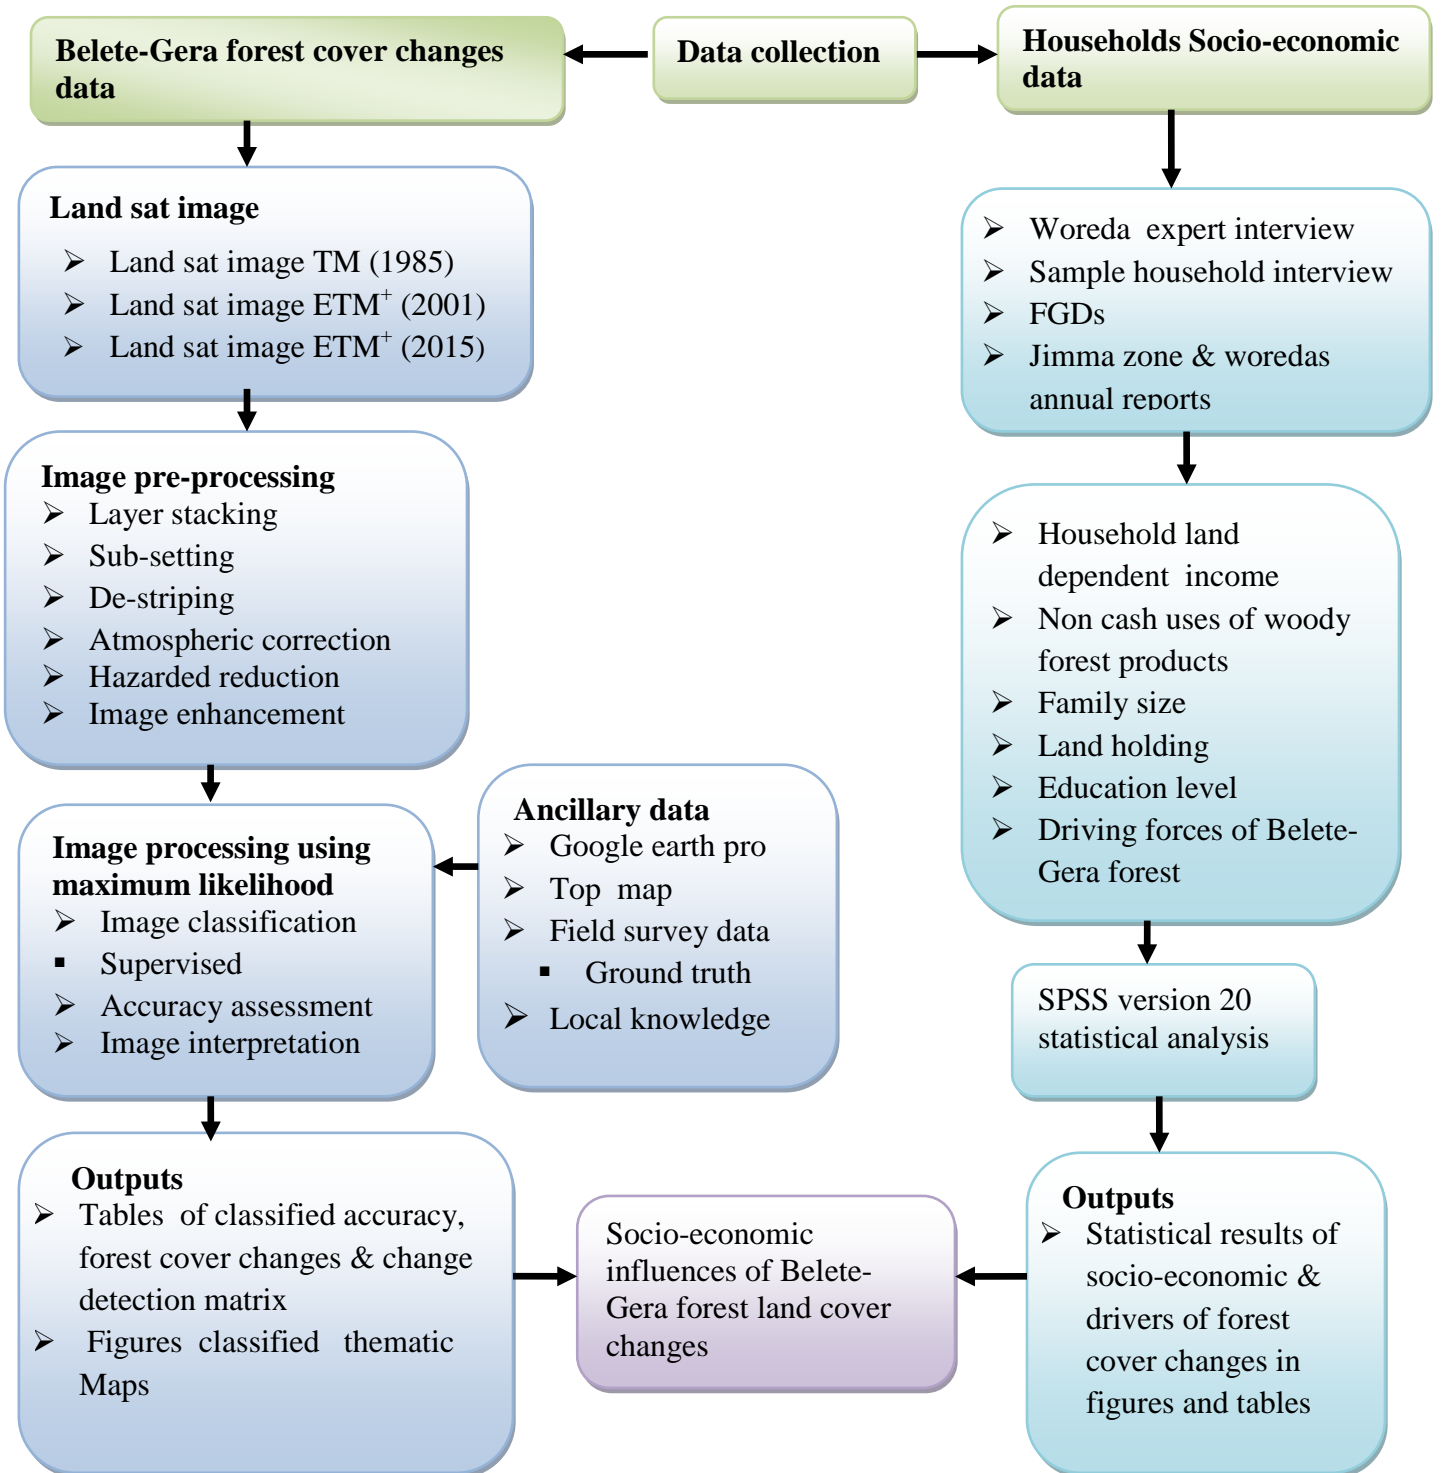 Belete-Gera forest cover changes
data
Data collection
Households Socio-economic
data
Land sat image
➢ Land sat image TM (1985)
➢ Land sat image ETM⁺ (2001)
➢ Land sat image ETM⁺ (2015)
➢ Woreda expert interview
➢ Sample household interview
➢ FGDs
➢ Jimma zone & woredas
annual reports
Image pre-processing
➢ Layer stacking
➢ Sub-setting
➢ De-striping
➢ Atmospheric correction
➢ Hazarded reduction
➢ Image enhancement
➢ Household land
dependent income
➢ Non cash uses of woody
forest products
➢ Family size
➢ Land holding
➢ Education level
➢ Driving forces of Belete-
Gera forest
Image processing using
maximum likelihood
➢ Image classification
▪ Supervised
➢ Accuracy assessment
➢ Image interpretation
Ancillary data
➢ Google earth pro
➢ Top map
➢ Field survey data
▪ Ground truth
➢ Local knowledge
SPSS version 20
statistical analysis
Outputs
➢ Tables of classified accuracy,
forest cover changes & change
detection matrix
➢ Figures classified thematic
Maps
Socio-economic
influences of Belete-
Gera forest land cover
changes
Outputs
➢ Statistical results of
socio-economic &
drivers of forest
cover changes in
figures and tables